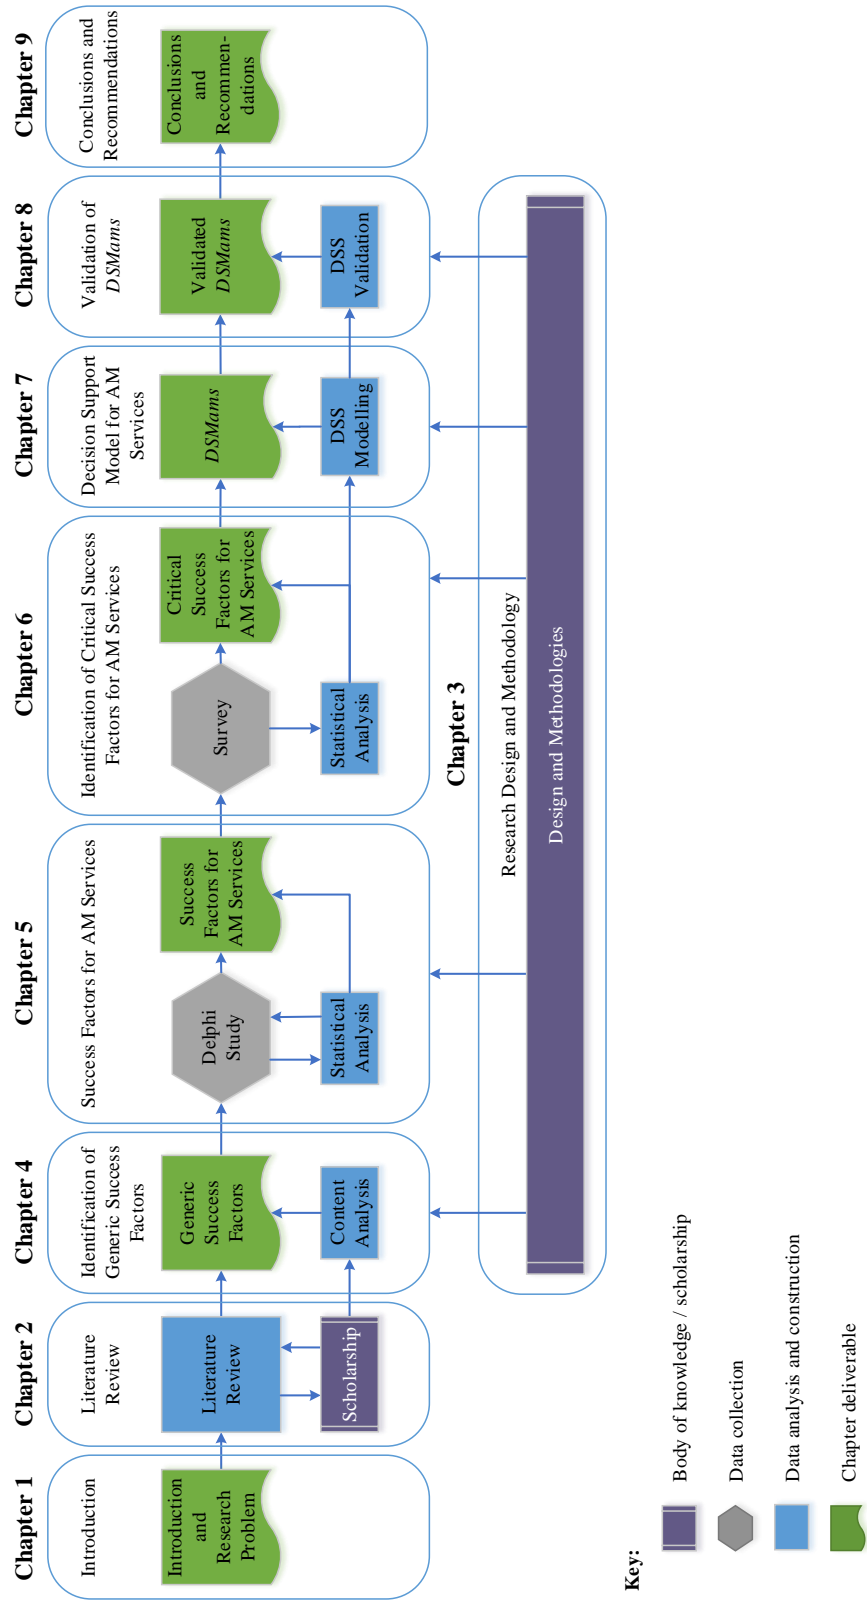 Chapter 1
Introduction
Introduction
and
Research
Problem
Chapter 2
Literature
Review
Literature
Review
Scholarship
Chapter 4
Identification of
Generic Success
Factors
Generic
Success
Factors
Content
Analysis
Chapter 5
Success Factors for AM Services
Delphi
Study
Success
Factors for
AM Services
Statistical
Analysis
Chapter 6
Identification of Critical Success
Factors for AM Services
Survey
Critical
Success
Factors for
AM Services
Statistical
Analysis
Chapter 7
Decision Support
Model for AM
Services
DSMams
DSS
Modelling
Chapter 8
Validation of
DSMams
Validated
DSMams
DSS
Validation
Chapter 9
Conclusions and
Recommendations
Conclusions
and
Recommen-
dations
Chapter 3
Research Design and Methodology
Design and Methodologies
Key:
Body of knowledge / scholarship
Data collection
Data analysis and construction
Chapter deliverable